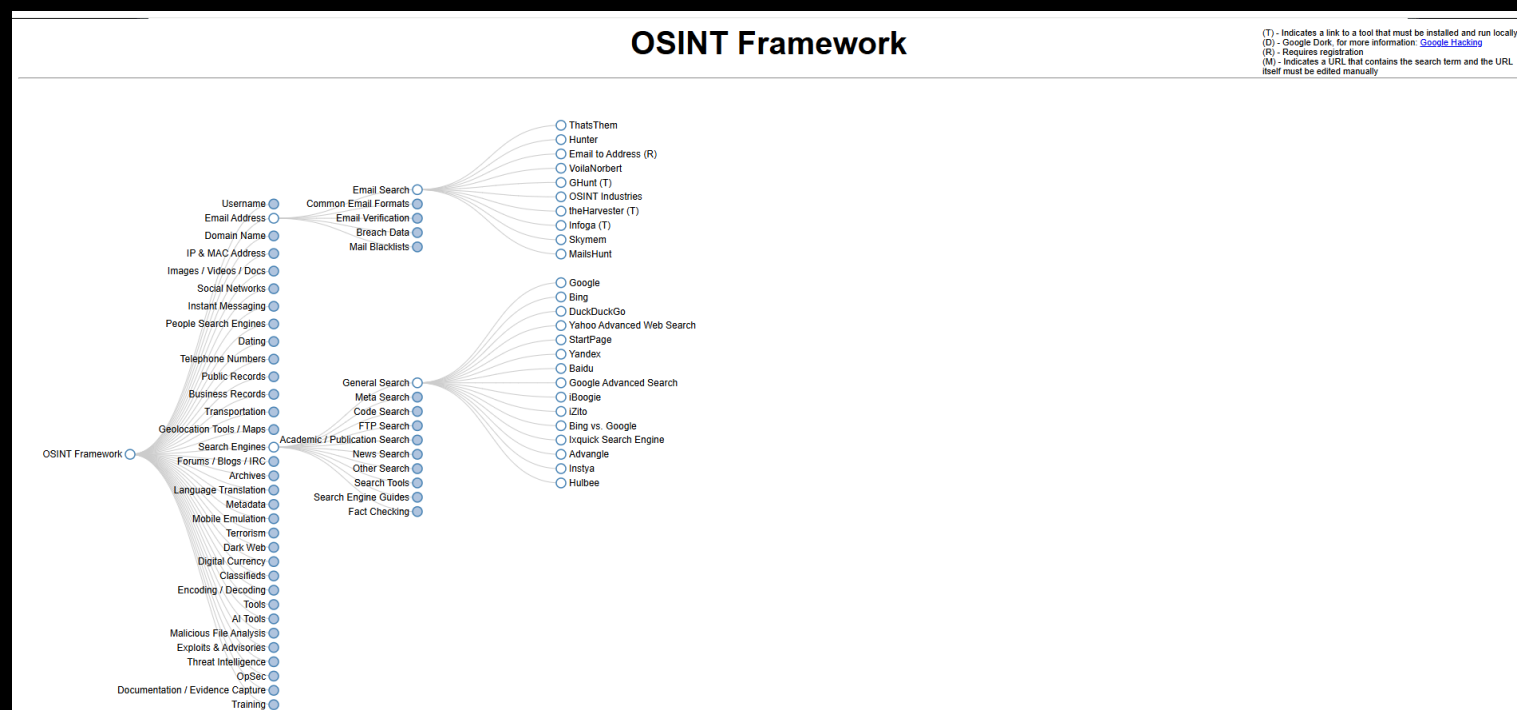 OSINT Framework
(T) - Indicates a link to a tool that must be installed and run locally
(D) - Google Dork, for more information: Google Hacking
(R) - Requires registration
(M) - Indicates a URL that contains the search term and the URL
itself must be edited manually
OSINT Framework
Username
Email Address
Domain Name
IP & MAC Address
Images / Videos / Docs
Social Networks
Instant Messaging
People Search Engines
Dating
Telephone Numbers
Public Records
Business Records
Transportation
Geolocation Tools / Maps
Search Engines
Forums / Blogs / IRC
Archives
Language Translation
Metadata
Mobile Emulation
Terrorism
Dark Web
Digital Currency
Classifieds
Encoding / Decoding
Tools
AI Tools
Malicious File Analysis
Exploits & Advisories
Threat Intelligence
OpSec
Documentation / Evidence Capture
Training
Email Search
Common Email Formats
Email Verification
Breach Data
Mail Blacklists
General Search
Meta Search
Code Search
FTP Search
Academic / Publication Search
News Search
Other Search
Search Tools
Search Engine Guides
Fact Checking
ThatsThem
Hunter
Email to Address (R)
VoilaNorbert
GHunt (T)
OSINT Industries
theHarvester (T)
Infoga (T)
Skymem
MailsHunt
Google
Bing
DuckDuckGo
Yahoo Advanced Web Search
StartPage
Yandex
Baidu
Google Advanced Search
iBoogie
iZito
Bing vs. Google
Ixquick Search Engine
Advangle
Instya
Hulbee